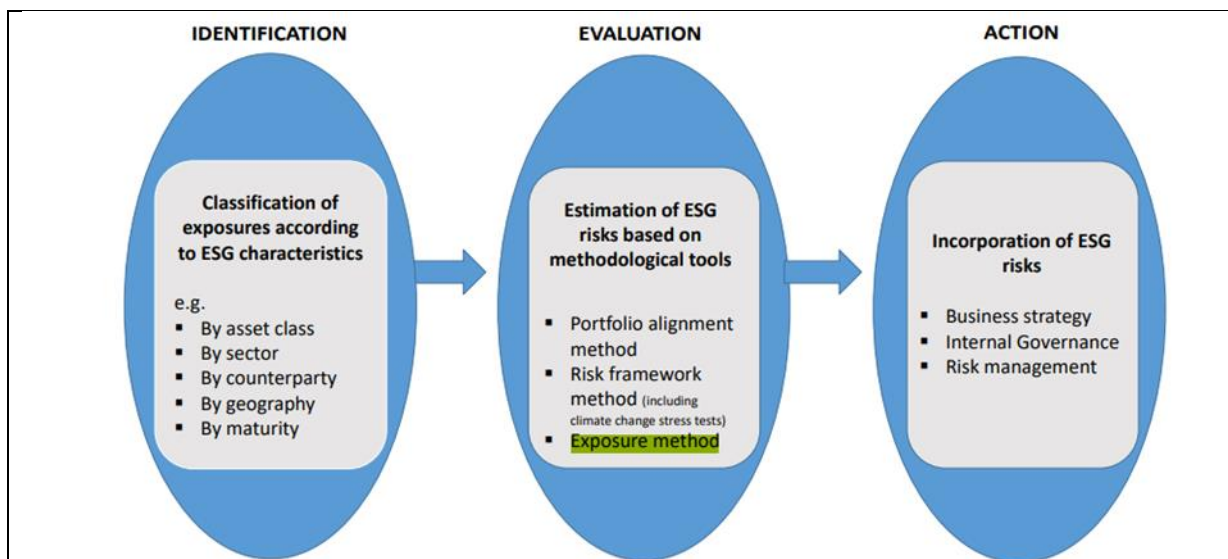 IDENTIFICATION
Classification of
exposures according
to ESG characteristics
e.g.
▪ By asset class
▪ By sector
▪ By counterparty
▪ By geography
▪ By maturity
EVALUATION
Estimation of ESG
risks based on
methodological tools
▪ Portfolio alignment
method
▪ Risk framework
method (including
climate change stress tests)
▪ Exposure method
ACTION
Incorporation of ESG
risks
▪ Business strategy
▪ Internal Governance
▪ Risk management